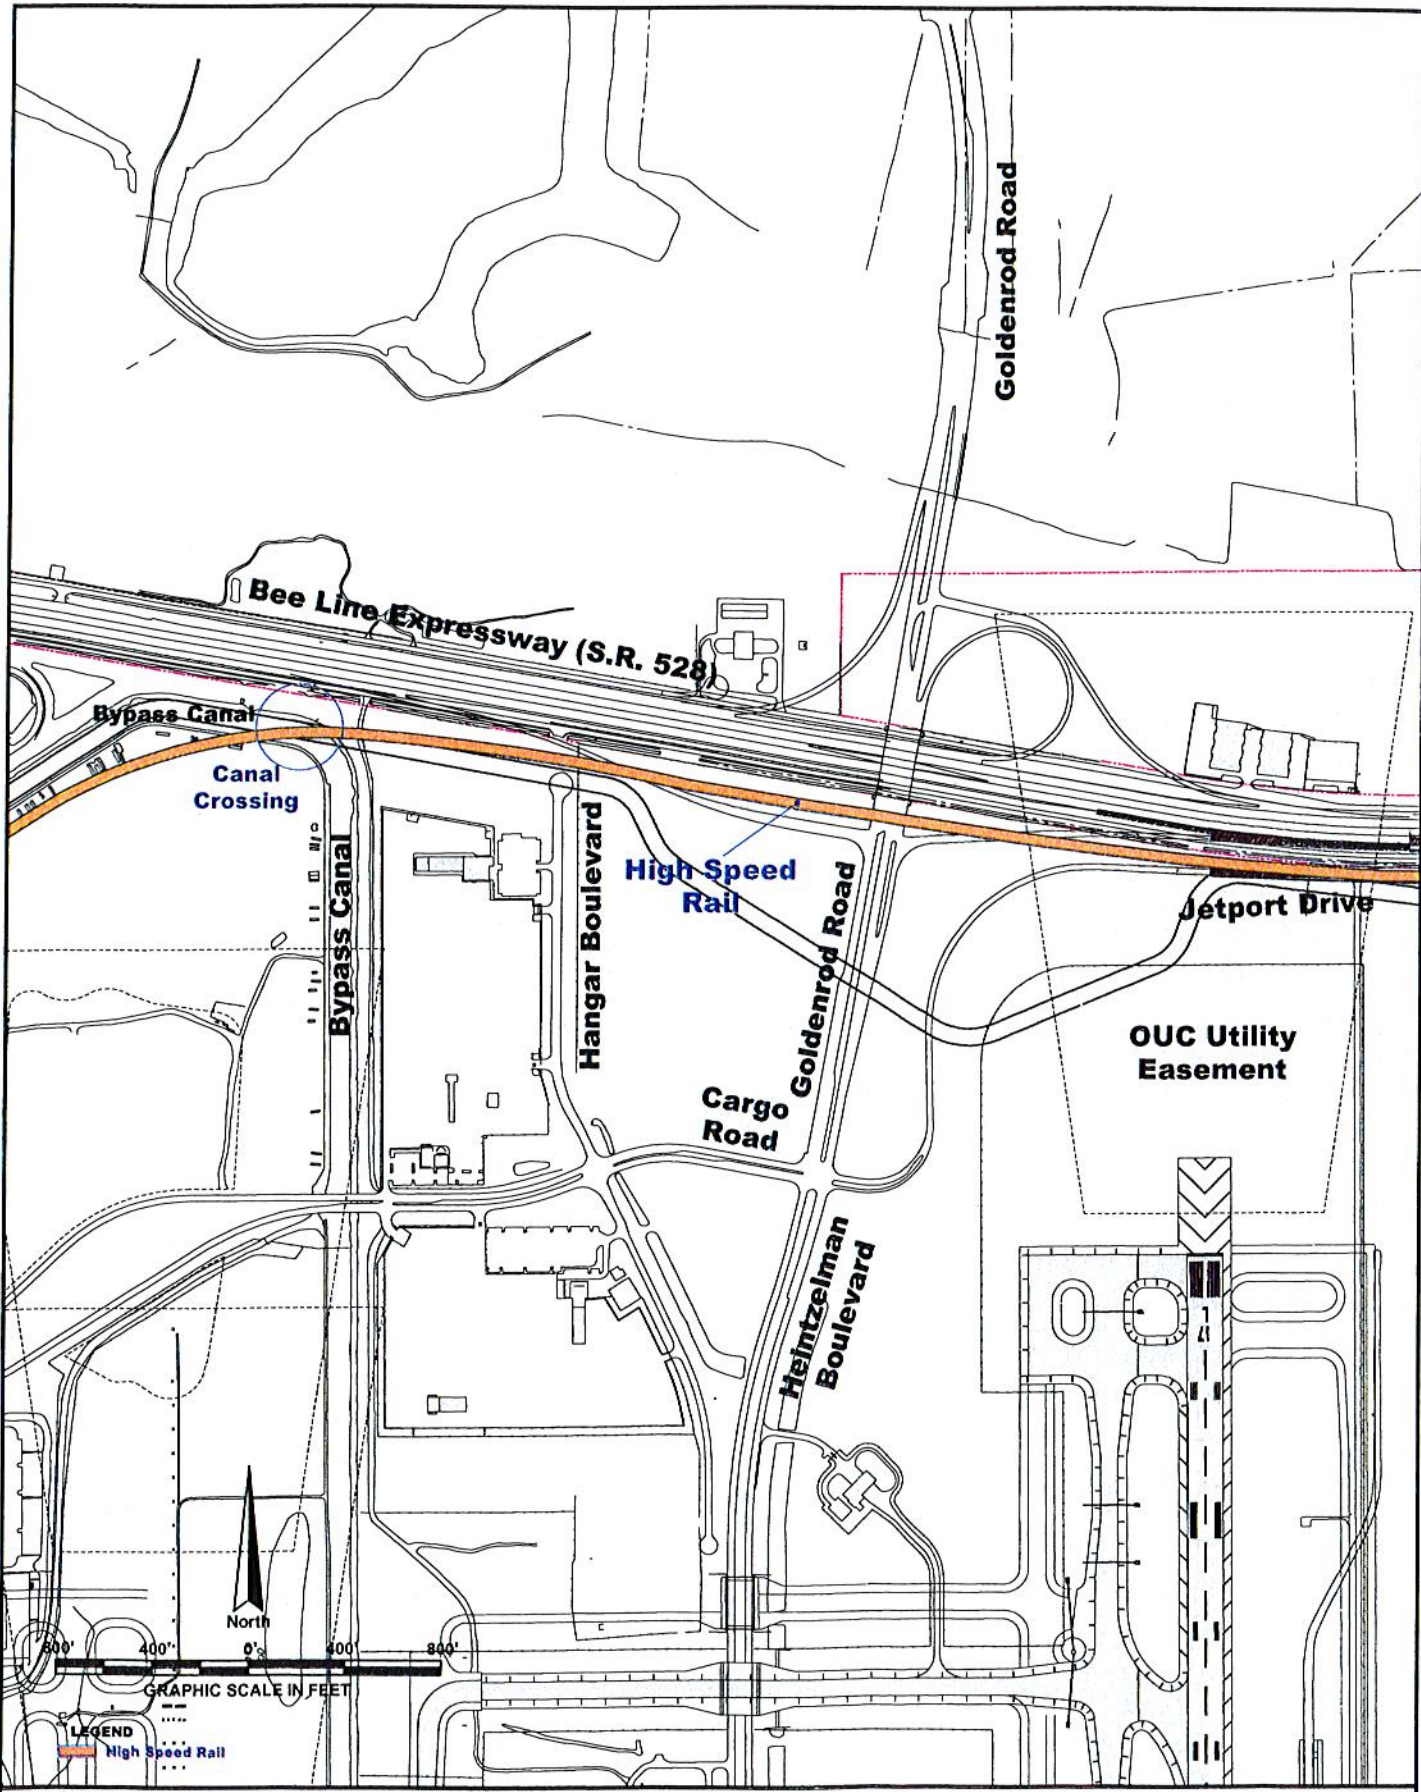 Goldenrod Road
Bee Line Expressway (S.R. 528)
Bypass Canal
Canal
Crossing
Bypass Canal
Hangar Boulevard
High Speed
Rail
Goldenrod Road
Jetport Drive
OUC Utility
Easement
Cargo
Road
Heintzelman
Boulevard
17
L
North
800' 400' 0' 400' 800'
GRAPHIC SCALE IN FEET
LEGEND
High Speed Rail